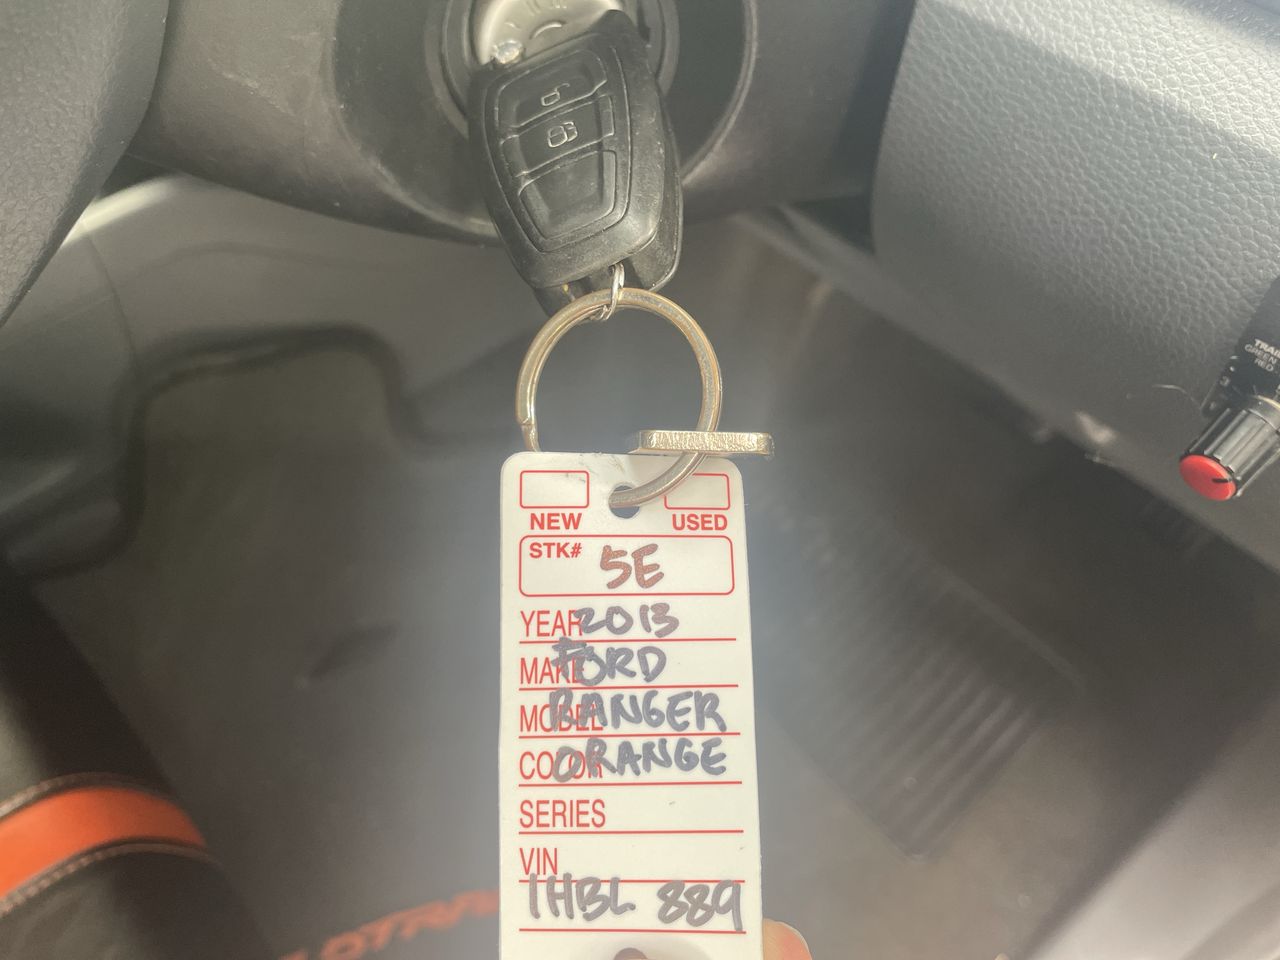 NEW USED
STK# 5E
YEAR 2013
MAKE FORD
MODEL RANGER
COLOR ORANGE
SERIES
VIN
1HBL 889